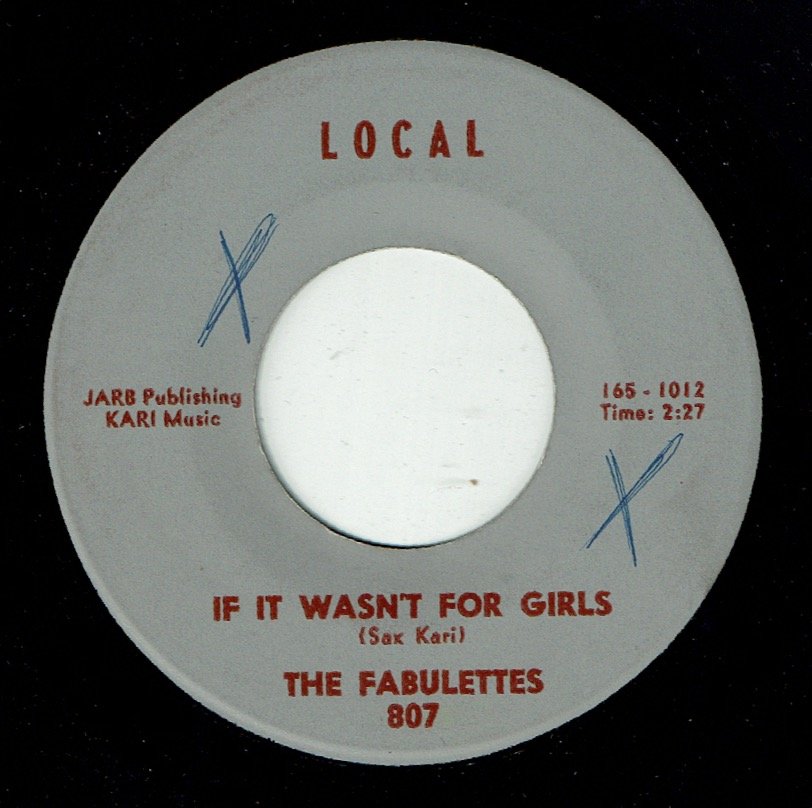 LOCAL
X
JARB Publishing
KARI Music
165 - 1012
Time: 2:27
X
IF IT WASN'T FOR GIRLS
(Sax Kari)
THE FABULETTES
807